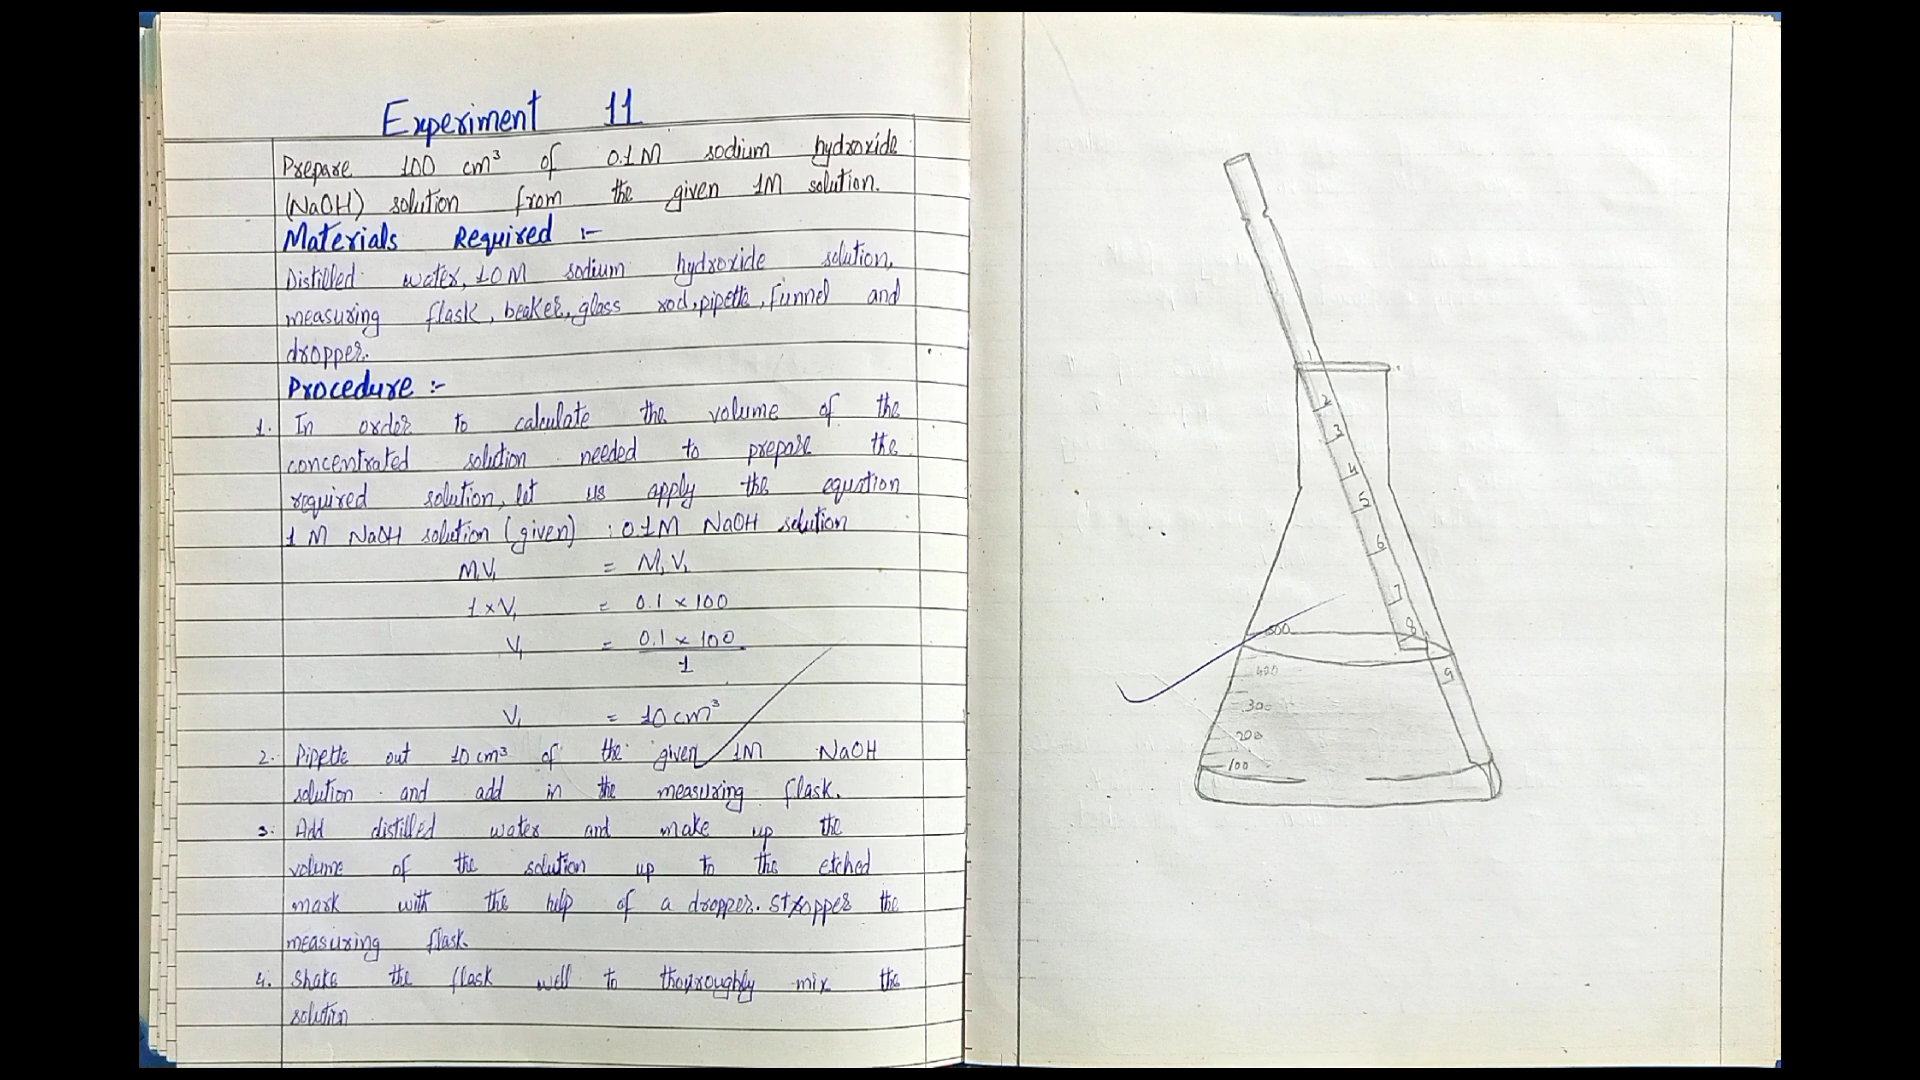 Experiment 11
Prepare 100 cm³ of 0.1M sodium hydroxide
(NaOH) solution from the given 1M solution.
Materials Required :-
Distilled water, 10M sodium hydroxide solution,
measuring flask, beaker, glass rod, pipette, funnel and
dropper.
Procedure :-
1. In order to calculate the volume of the
concentrated solution needed to prepare the
required solution, let us apply the equation
1 M NaOH solution (given) : 0.1M NaOH solution
M₁V₁ = M₂V₂
1 x V₁ = 0.1 x 100
V₁ = 0.1 x 100
1
V₁ = 10 cm³
2. Pipette out 10 cm³ of the given 1M NaOH
solution and add in the measuring flask.
3. Add distilled water and make up the
volume of the solution up to the etched
mark with the help of a dropper. Stropper the
measuring flask.
4. Shake the flask well to thoyroughly mix the
solution
1
2
3
4
5
6
7
8
9
500
400
300
200
100